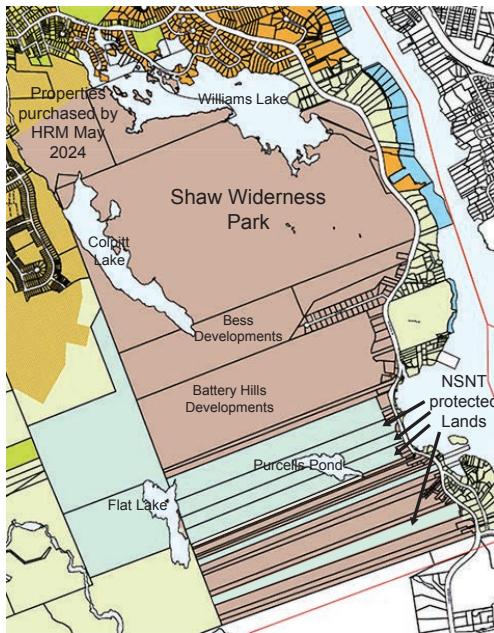 Properties
purchased by
HRM May
2024
Williams Lake
Shaw Widerness
Park
Colpitt
Lake
Bess
Developments
Battery Hills
Developments
NSNT
protected
Lands
Purcells Pond
Flat Lake